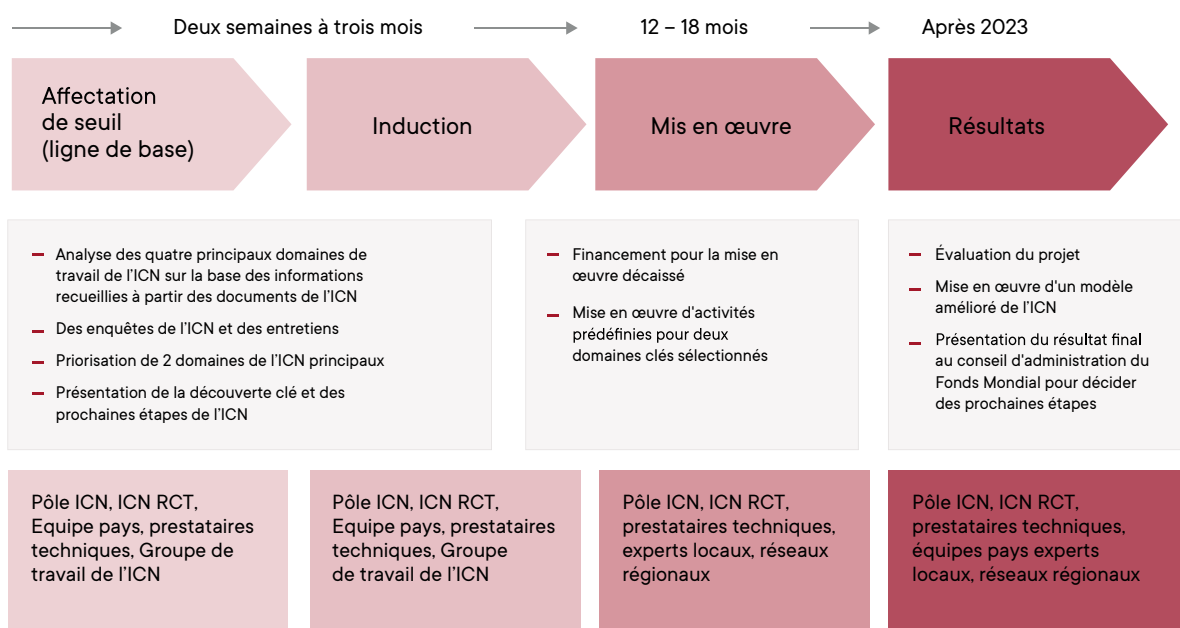 Deux semaines à trois mois
12 – 18 mois
Après 2023
Affectation
de seuil
(ligne de base)
Induction
Mis en œuvre
Résultats
Analyse des quatre principaux domaines de
travail de l'ICN sur la base des informations
recueillies à partir des documents de l'ICN
Des enquêtes de l'ICN et des entretiens
Priorisation de 2 domaines de l'ICN principaux
Présentation de la découverte clé et des
prochaines étapes de l'ICN
Financement pour la mise en
œuvre décaissé
Mise en œuvre d'activités
prédéfinies pour deux
domaines clés sélectionnés
Évaluation du projet
Mise en œuvre d'un modèle
amélioré de l'ICN
Présentation du résultat final
au conseil d'administration du
Fonds Mondial pour décider
des prochaines étapes
Pôle ICN, ICN RCT,
Equipe pays, prestataires
techniques, Groupe de
travail de l'ICN
Pôle ICN, ICN RCT,
Equipe pays, prestataires
techniques, Groupe
de travail de l'ICN
Pôle ICN, ICN RCT,
prestataires techniques,
experts locaux, réseaux
régionaux
Pôle ICN, ICN RCT,
prestataires techniques,
équipes pays experts
locaux, réseaux régionaux